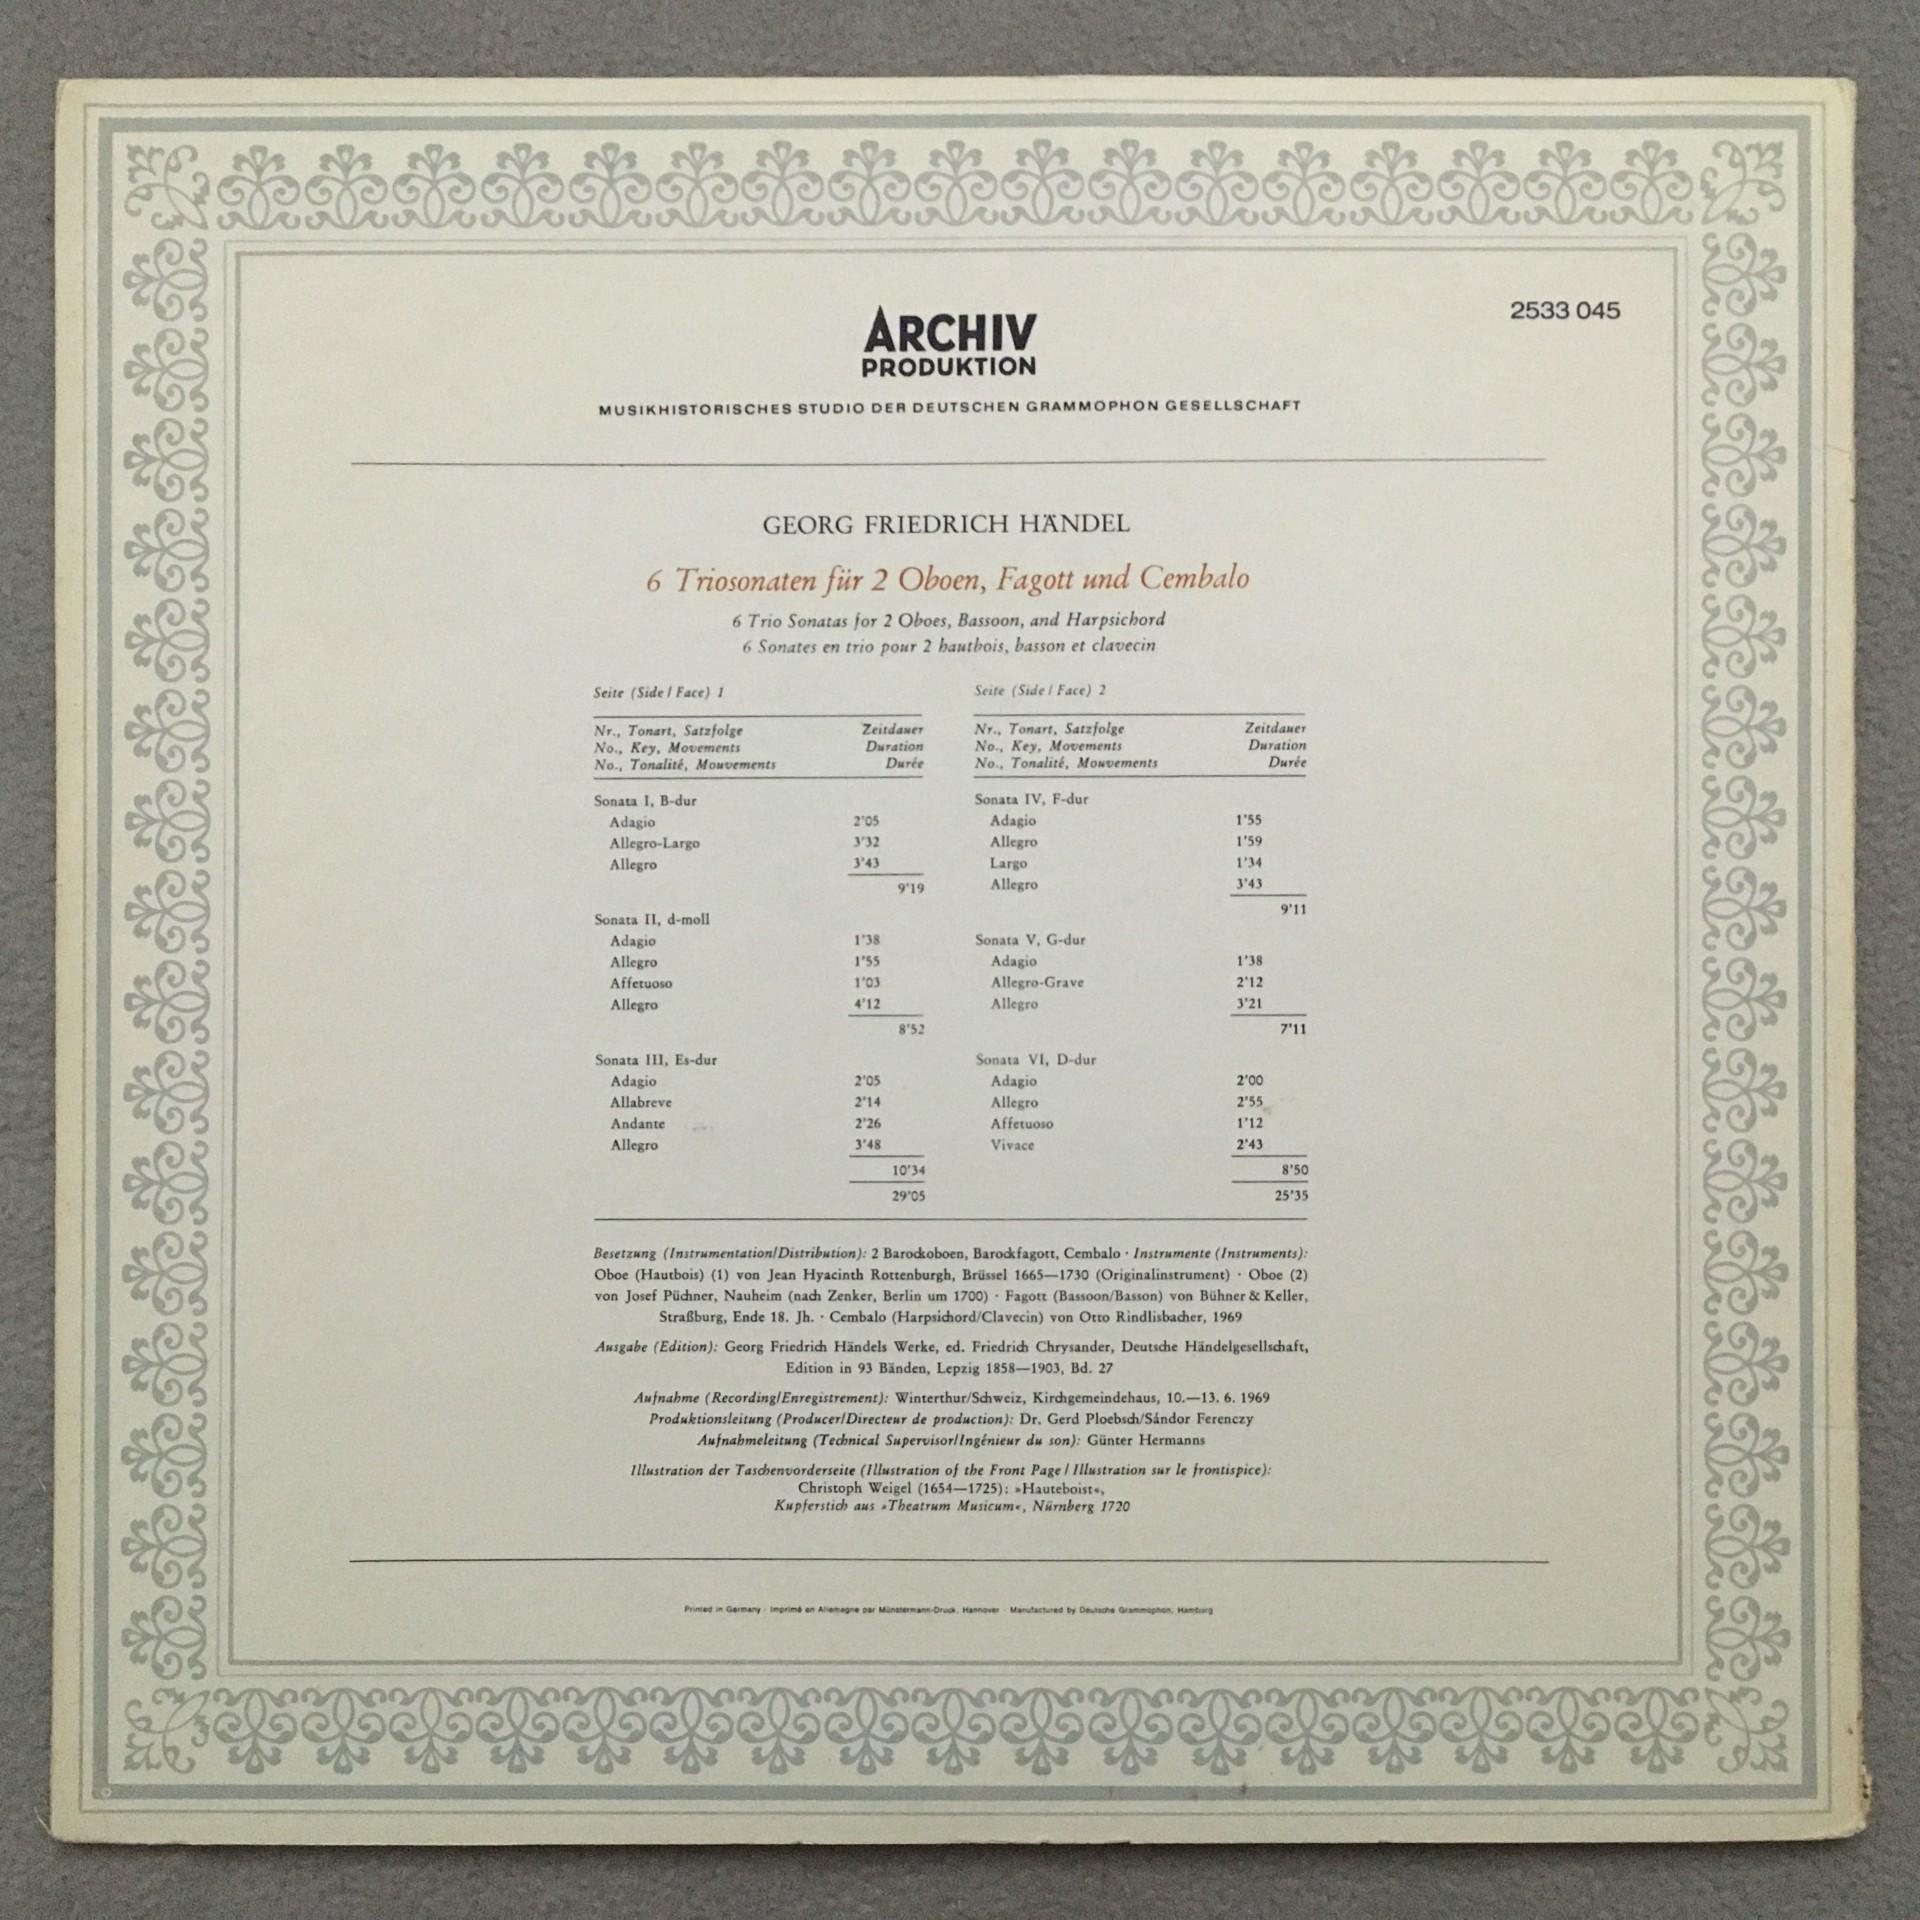 2533 045
ARCHIV
PRODUKTION
MUSIKHISTORISCHES STUDIO DER DEUTSCHEN GRAMMOPHON GESELLSCHAFT
GEORG FRIEDRICH HÄNDEL
6 Triosonaten für 2 Oboen, Fagott und Cembalo
6 Trio Sonatas for 2 Oboes, Bassoon, and Harpsichord
6 Sonates en trio pour 2 hautbois, basson et clavecin
Seite (Side / Face) 1
Nr., Tonart, Satzfolge Zeitdauer
No., Key, Movements Duration
No., Tonalité, Mouvements Durée
Sonata I, B-dur
Adagio 2'05
Allegro-Largo 3'32
Allegro 3'43
9'19
Sonata II, d-moll
Adagio 1'38
Allegro 1'55
Affetuoso 1'03
Allegro 4'12
8'52
Sonata III, Es-dur
Adagio 2'05
Allabreve 2'14
Andante 2'26
Allegro 3'48
10'34
29'05
Seite (Side / Face) 2
Nr., Tonart, Satzfolge Zeitdauer
No., Key, Movements Duration
No., Tonalité, Mouvements Durée
Sonata IV, F-dur
Adagio 1'55
Allegro 1'59
Largo 1'34
Allegro 3'43
9'11
Sonata V, G-dur
Adagio 1'38
Allegro-Grave 2'12
Allegro 3'21
7'11
Sonata VI, D-dur
Adagio 2'00
Allegro 2'55
Affetuoso 1'12
Vivace 2'43
8'50
25'35
Besetzung (Instrumentation/Distribution): 2 Barockoboen, Barockfagott, Cembalo · Instrumente (Instruments):
Oboe (Hautbois) (1) von Jean Hyacinth Rottenburgh, Brüssel 1665—1730 (Originalinstrument) · Oboe (2)
von Josef Püchner, Nauheim (nach Zenker, Berlin um 1700) · Fagott (Bassoon/Basson) von Bühner & Keller,
Straßburg, Ende 18. Jh. · Cembalo (Harpsichord/Clavecin) von Otto Rindlisbacher, 1969
Ausgabe (Edition): Georg Friedrich Händels Werke, ed. Friedrich Chrysander, Deutsche Händelgesellschaft,
Edition in 93 Bänden, Lepzig 1858—1903, Bd. 27
Aufnahme (Recording/Enregistrement): Winterthur/Schweiz, Kirchgemeindehaus, 10.—13. 6. 1969
Produktionsleitung (Producer/Directeur de production): Dr. Gerd Ploebsch/Sándor Ferenczy
Aufnahmeleitung (Technical Supervisor/Ingénieur du son): Günter Hermanns
Illustration der Taschenvorderseite (Illustration of the Front Page / Illustration sur le frontispice):
Christoph Weigel (1654—1725): »Hauteboist«,
Kupferstich aus »Theatrum Musicum«, Nürnberg 1720
Printed in Germany · Imprimé en Allemagne par Münstermann-Druck, Hannover · Manufactured by Deutsche Grammophon, Hamburg